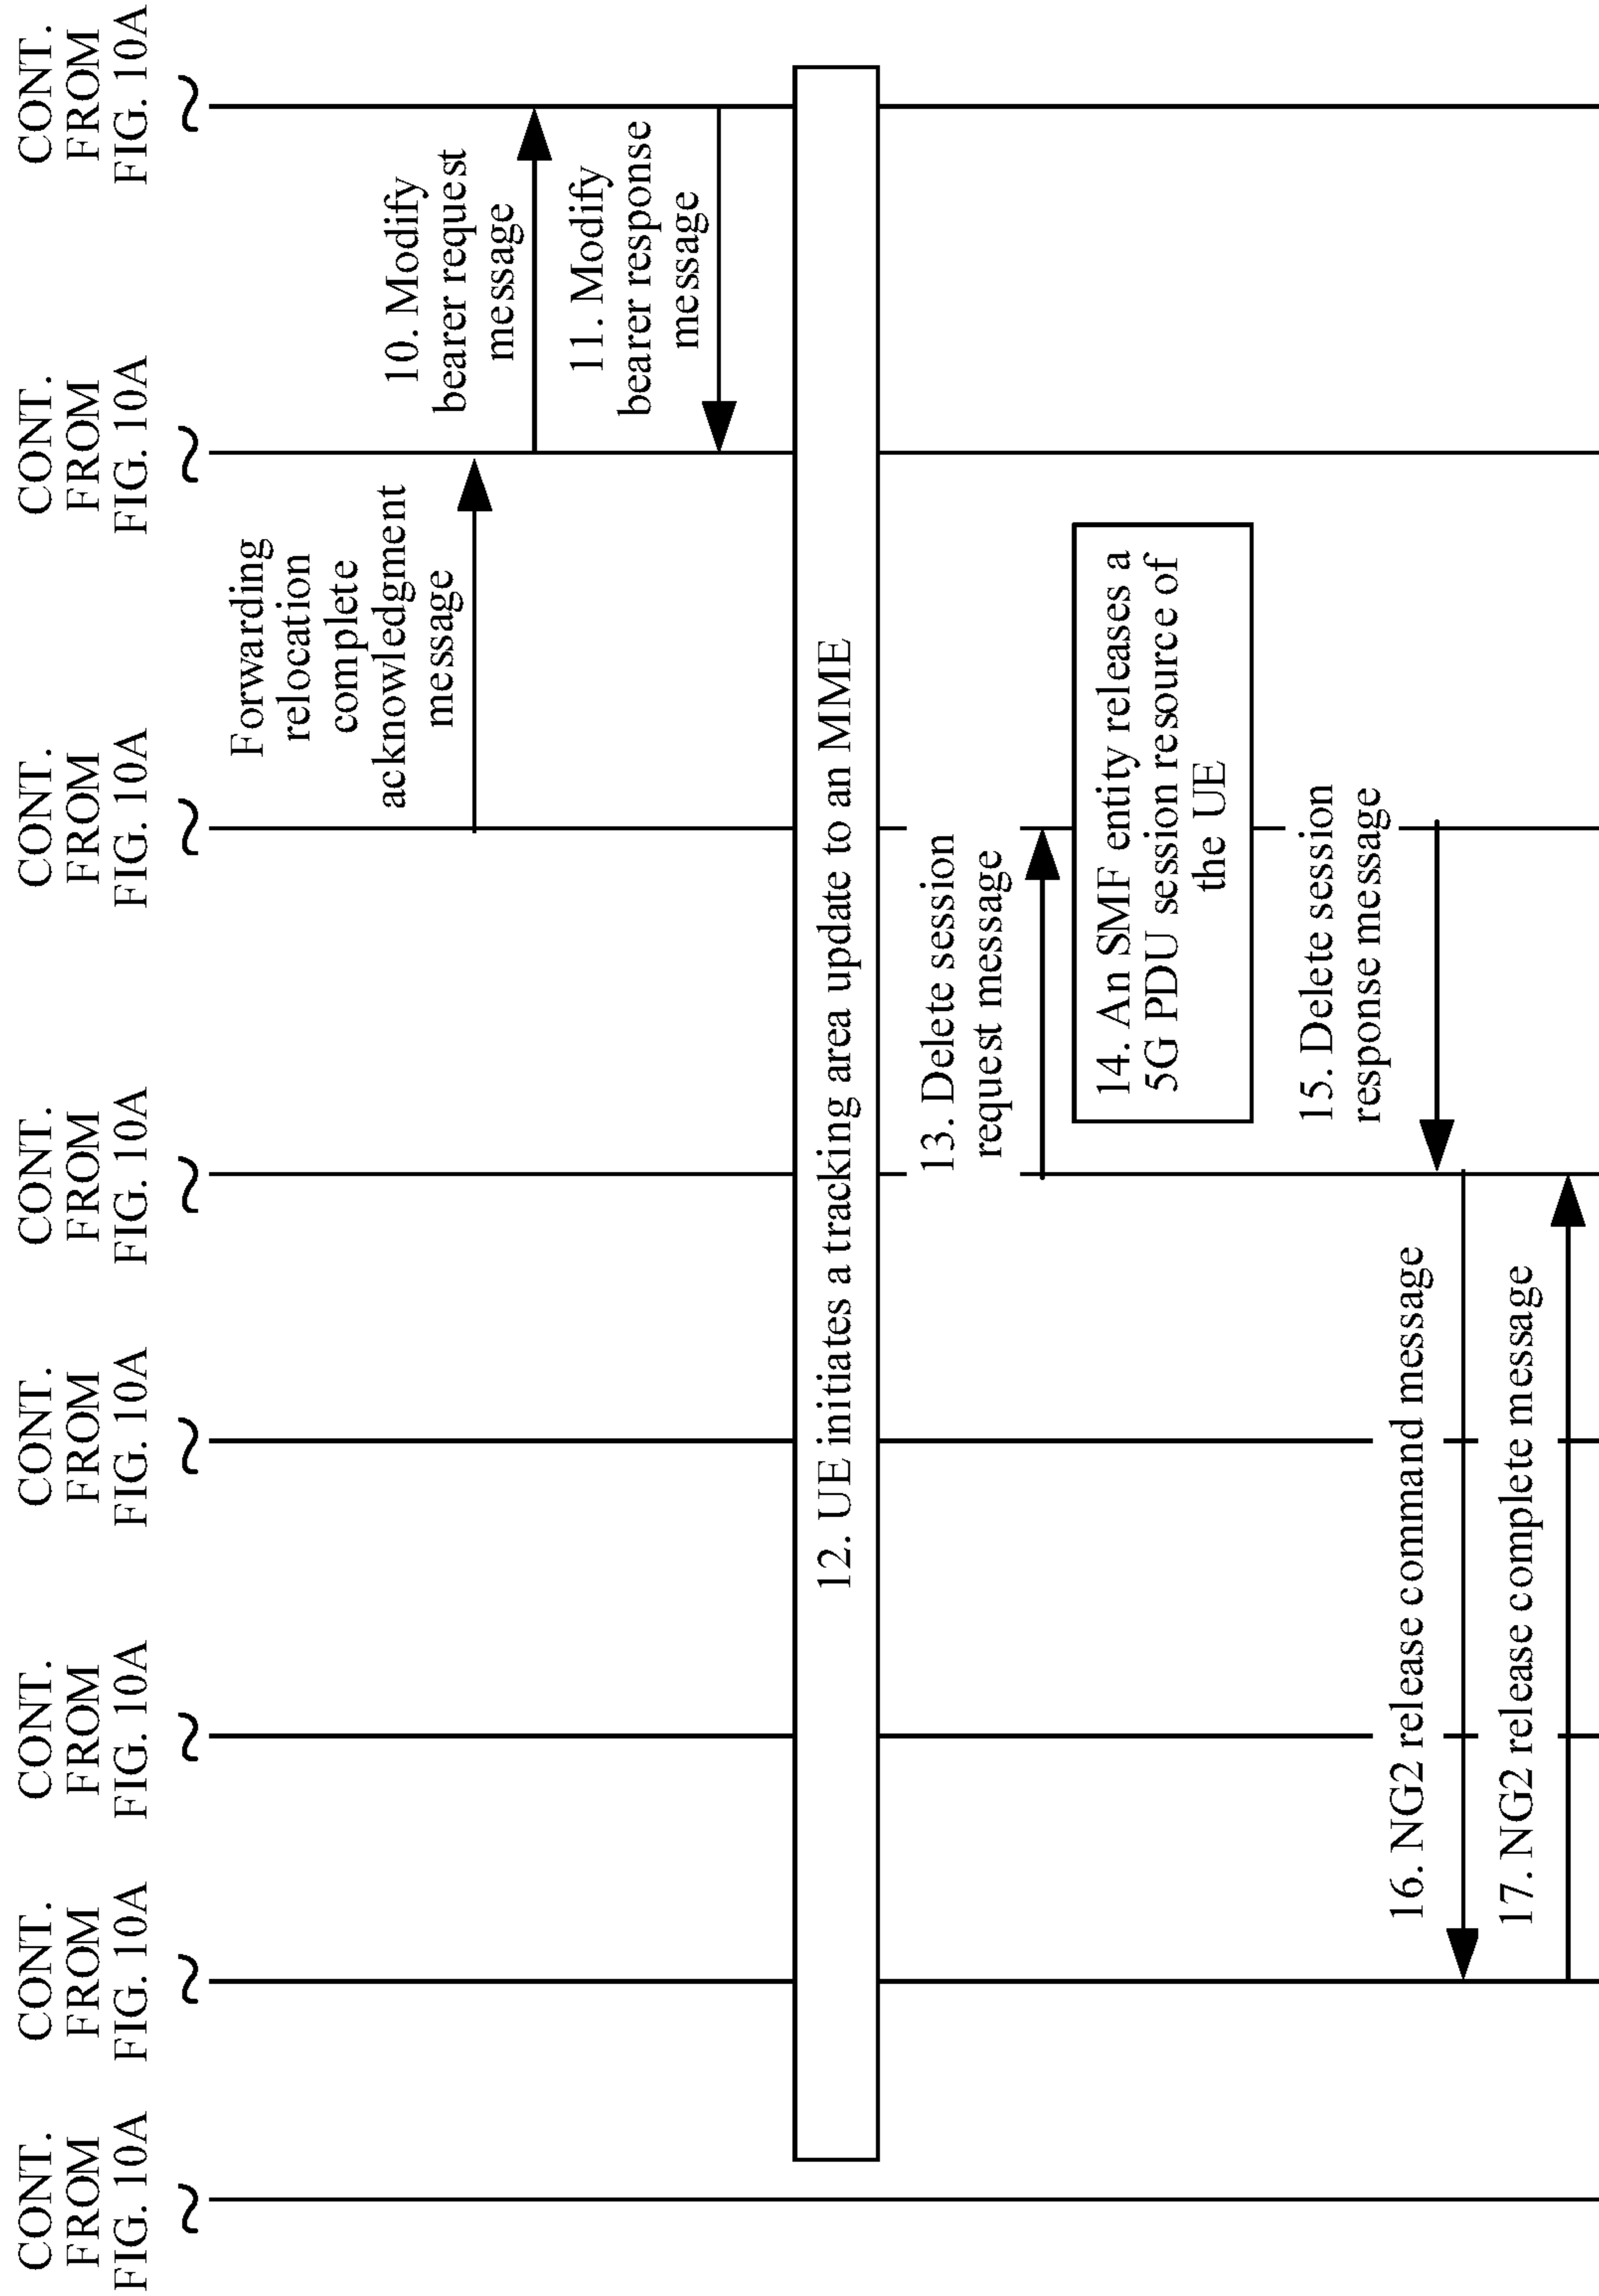 CONT.
FROM
FIG. 10A
CONT.
FROM
FIG. 10A
CONT.
FROM
FIG. 10A
CONT.
FROM
FIG. 10A
CONT.
FROM
FIG. 10A
CONT.
FROM
FIG. 10A
CONT.
FROM
FIG. 10A
CONT.
FROM
FIG. 10A
Forwarding
relocation
complete
acknowledgment
message
10. Modify
bearer request
message
11. Modify
bearer response
message
12. UE initiates a tracking area update to an MME
13. Delete session
request message
14. An SMF entity releases a
5G PDU session resource of
the UE
15. Delete session
response message
16. NG2 release command message
17. NG2 release complete message